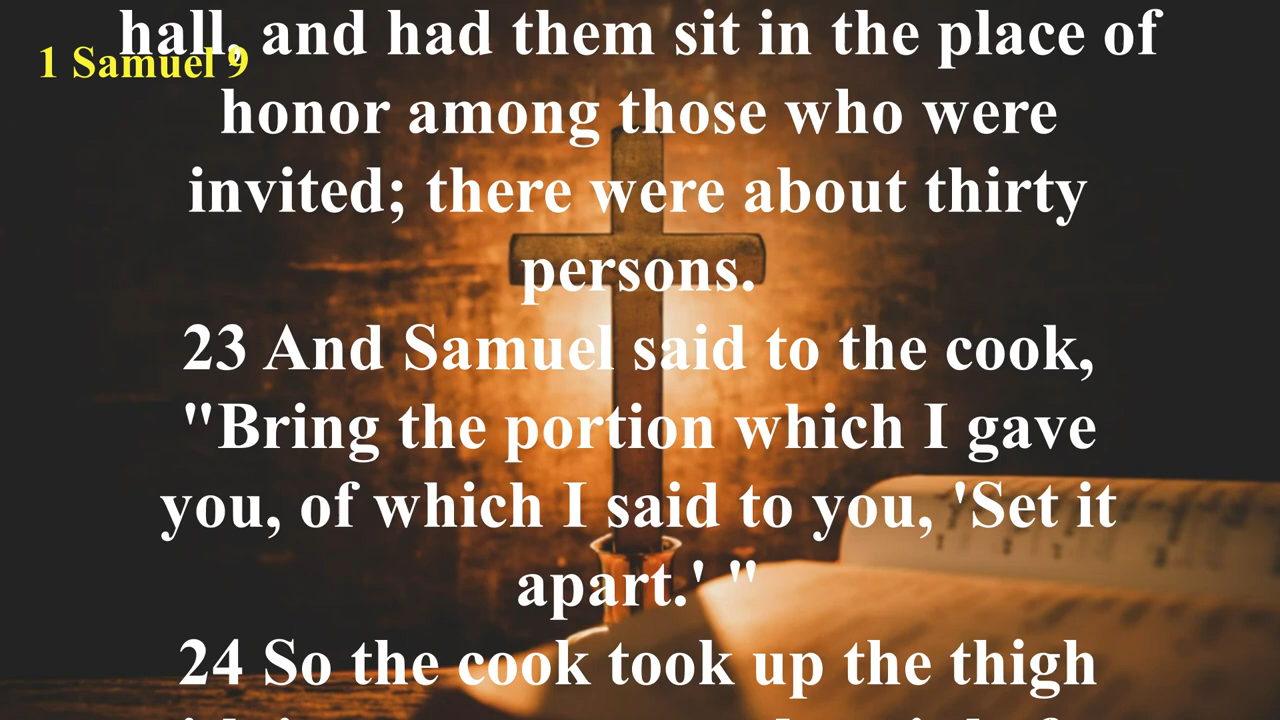 1 Samuel 9
hall, and had them sit in the place of
honor among those who were
invited; there were about thirty
persons.
23 And Samuel said to the cook,
"Bring the portion which I gave
you, of which I said to you, 'Set it
apart.' "
24 So the cook took up the thigh